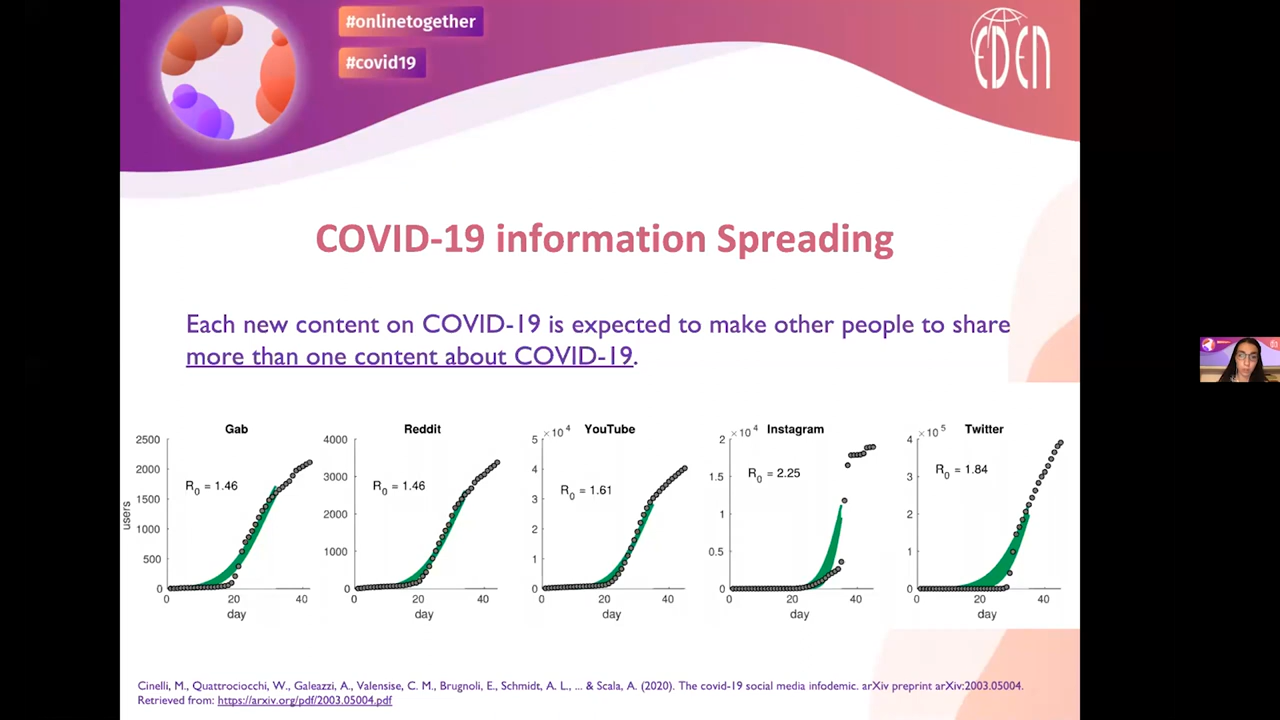 #onlinetogether
#covid19
EDEN
COVID-19 information Spreading
Each new content on COVID-19 is expected to make other people to share
more than one content about COVID-19.
Gab
2500
2000
1500
1000
500
0
users
R0 = 1.46
0 20 40
day
Reddit
4000
3000
2000
1000
0
R0 = 1.46
0 20 40
day
YouTube
×10^4
5
4
3
2
1
0
R0 = 1.61
0 20 40
day
Instagram
×10^4
2
1.5
1
0.5
0
R0 = 2.25
0 20 40
day
Twitter
×10^5
4
3
2
1
0
R0 = 1.84
0 20 40
day
Cinelli, M., Quattrociocchi, W., Galeazzi, A., Valensise, C. M., Brugnoli, E., Schmidt, A. L., ... & Scala, A. (2020). The covid-19 social media infodemic. arXiv preprint arXiv:2003.05004.
Retrieved from: https://arxiv.org/pdf/2003.05004.pdf